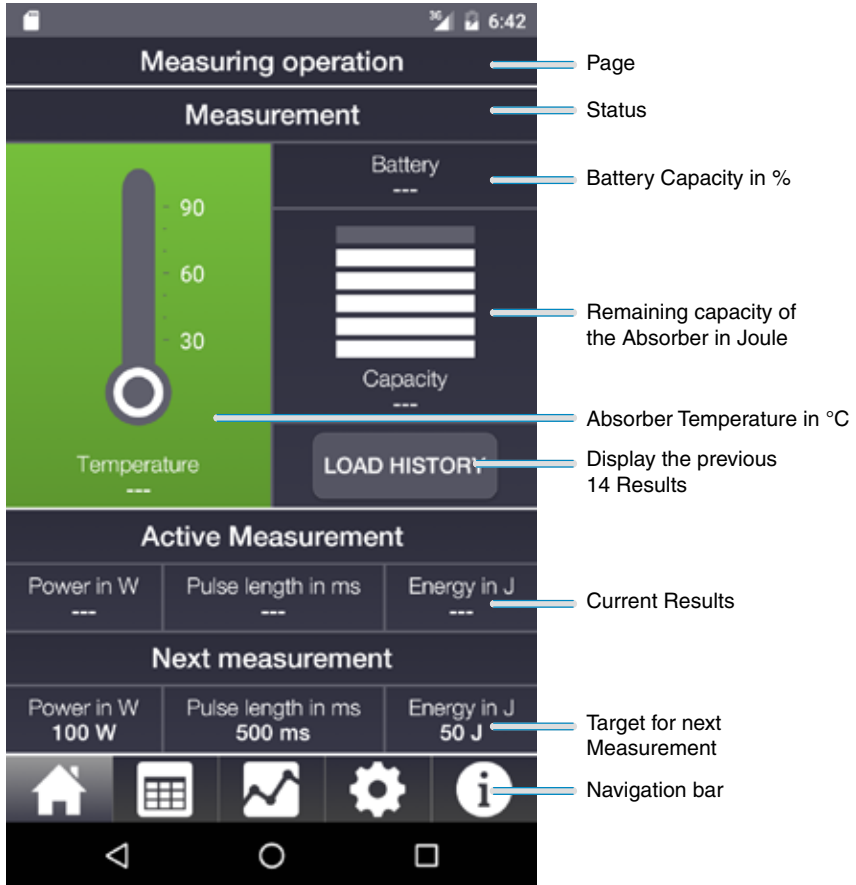 3G 6:42
Measuring operation
Page
Measurement
Status
Battery
---
Battery Capacity in %
90
60
30
Remaining capacity of
the Absorber in Joule
Capacity
---
Absorber Temperature in °C
Temperature
---
LOAD HISTORY
Display the previous
14 Results
Active Measurement
Power in W Pulse length in ms Energy in J
--- --- ---
Current Results
Next measurement
Power in W Pulse length in ms Energy in J
100 W 500 ms 50 J
Target for next
Measurement
i
Navigation bar